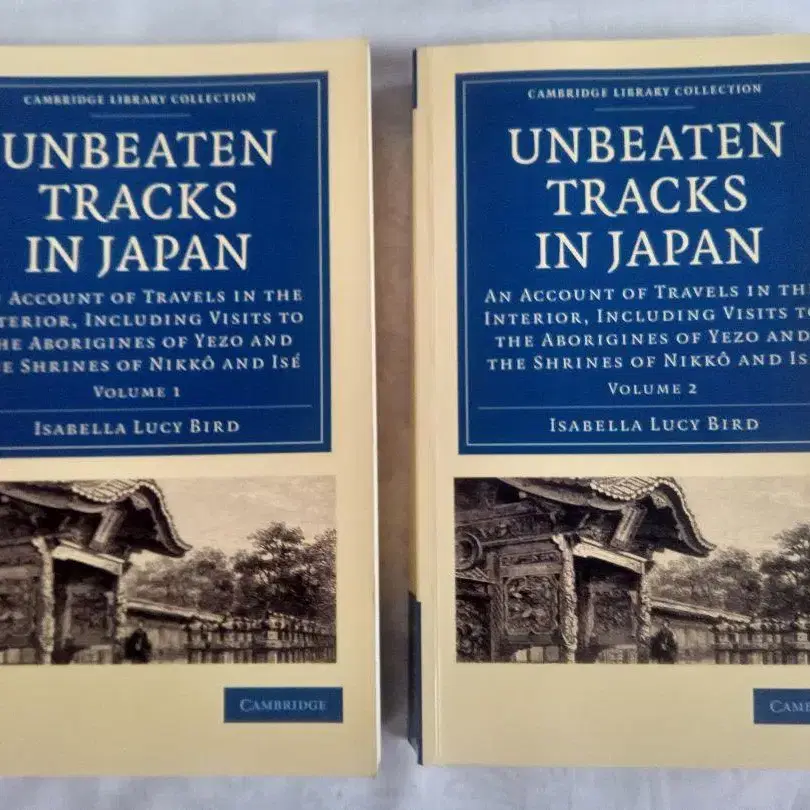 CAMBRIDGE LIBRARY COLLECTION
UNBEATEN
TRACKS
IN JAPAN
ACCOUNT OF TRAVELS IN THE
INCLUDING VISITS TO
ABORIGINES OF YEZO AND
SHRINES OF NIKKÔ AND ISÉ
VOLUME 1
ISABELLA LUCY BIRD
CAMBRIDGE
CAMBRIDGE LIBRARY COLLECTION
UNBEATEN
TRACKS
IN JAPAN
AN ACCOUNT OF TRAVELS IN THE
INTERIOR, INCLUDING VISITS TO
THE ABORIGINES OF YEZO AND
THE SHRINES OF NIKKÔ AND IS
VOLUME 2
ISABELLA LUCY BIRD